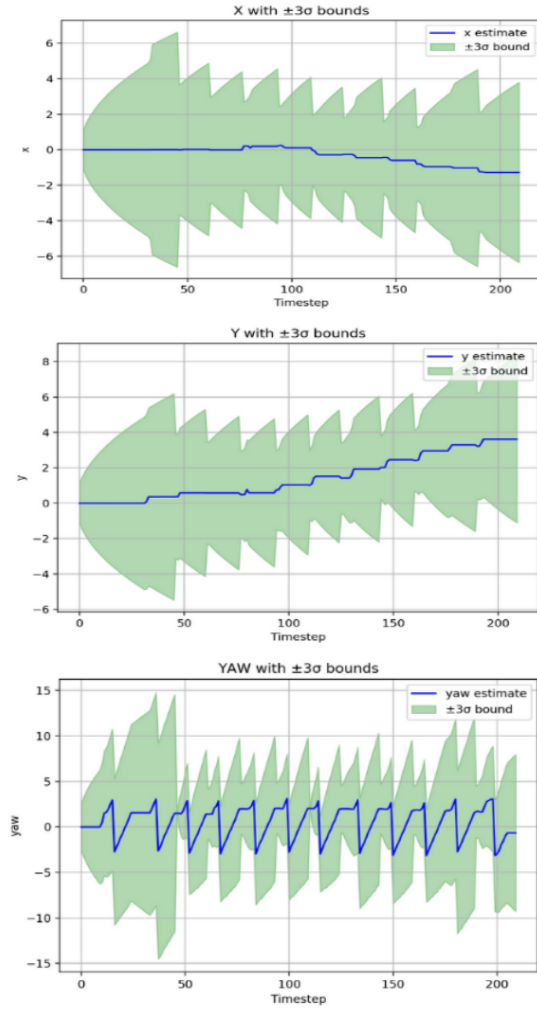 X with ±3σ bounds
x estimate
±3σ bound
6
4
2
0
−2
−4
−6
x
0 50 100 150 200
Timestep
Y with ±3σ bounds
y estimate
±3σ bound
8
6
4
2
0
−2
−4
−6
y
0 50 100 150 200
Timestep
YAW with ±3σ bounds
yaw estimate
±3σ bound
15
10
5
0
−5
−10
−15
yaw
0 50 100 150 200
Timestep